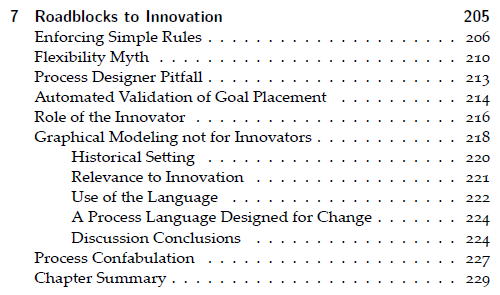 7 Roadblocks to Innovation 205
Enforcing Simple Rules . . . . . . . . . . . . . . . . . . . . . . . 206
Flexibility Myth . . . . . . . . . . . . . . . . . . . . . . . . . . . 210
Process Designer Pitfall . . . . . . . . . . . . . . . . . . . . . . . 213
Automated Validation of Goal Placement . . . . . . . . . . 214
Role of the Innovator . . . . . . . . . . . . . . . . . . . . . . . . 216
Graphical Modeling not for Innovators . . . . . . . . . . . . 218
Historical Setting . . . . . . . . . . . . . . . . . . . . . . 220
Relevance to Innovation . . . . . . . . . . . . . . . . . . 221
Use of the Language . . . . . . . . . . . . . . . . . . . . 222
A Process Language Designed for Change . . . . . . . 224
Discussion Conclusions . . . . . . . . . . . . . . . . . . 224
Process Confabulation . . . . . . . . . . . . . . . . . . . . . . . 227
Chapter Summary . . . . . . . . . . . . . . . . . . . . . . . . . . 229